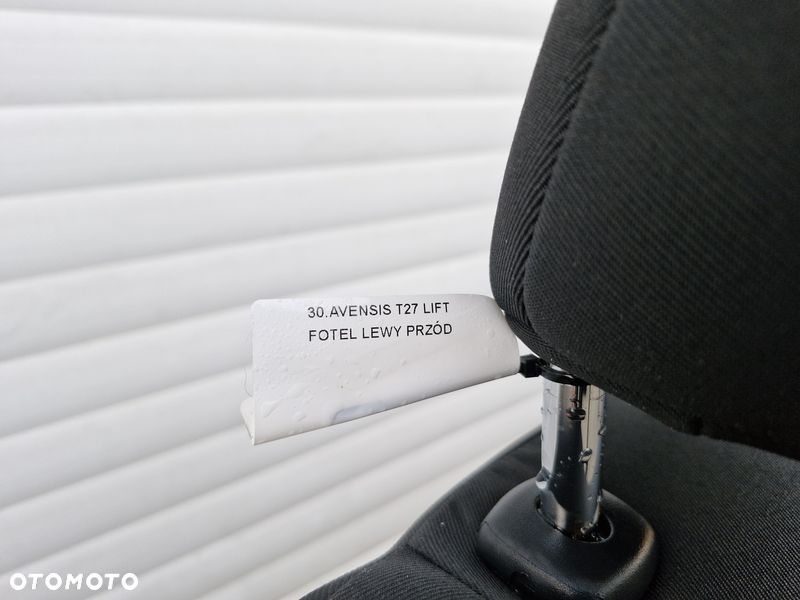 30.AVENSIS T27 LIFT
FOTEL LEWY PRZÓD
OTOMOTO